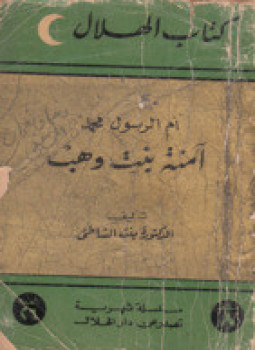 كتاب الهلال
أم الرسول محمد
آمنة بنت وهب
تأليف
الدكتورة بنت الشاطئ
سلسلة شهرية
تصدر عن دار الهلال